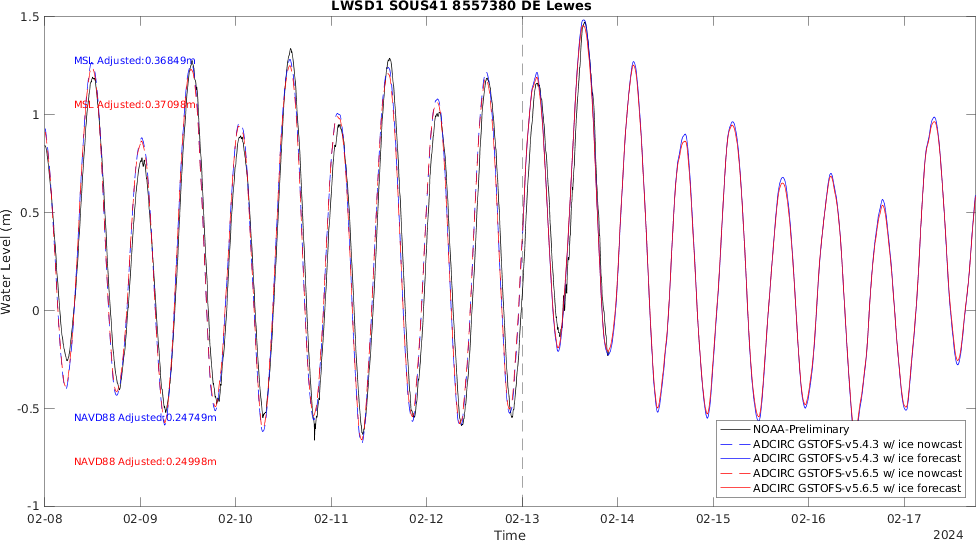 LWSD1 SOUS41 8557380 DE Lewes
1.5
1
0.5
0
-0.5
-1
Water Level (m)
MSL Adjusted:0.36849m
MSL Adjusted:0.37098m
NAVD88 Adjusted:0.24749m
NAVD88 Adjusted:0.24998m
NOAA-Preliminary
ADCIRC GSTOFS-v5.4.3 w/ ice nowcast
ADCIRC GSTOFS-v5.4.3 w/ ice forecast
ADCIRC GSTOFS-v5.6.5 w/ ice nowcast
ADCIRC GSTOFS-v5.6.5 w/ ice forecast
02-08 02-09 02-10 02-11 02-12 02-13 02-14 02-15 02-16 02-17
Time
2024